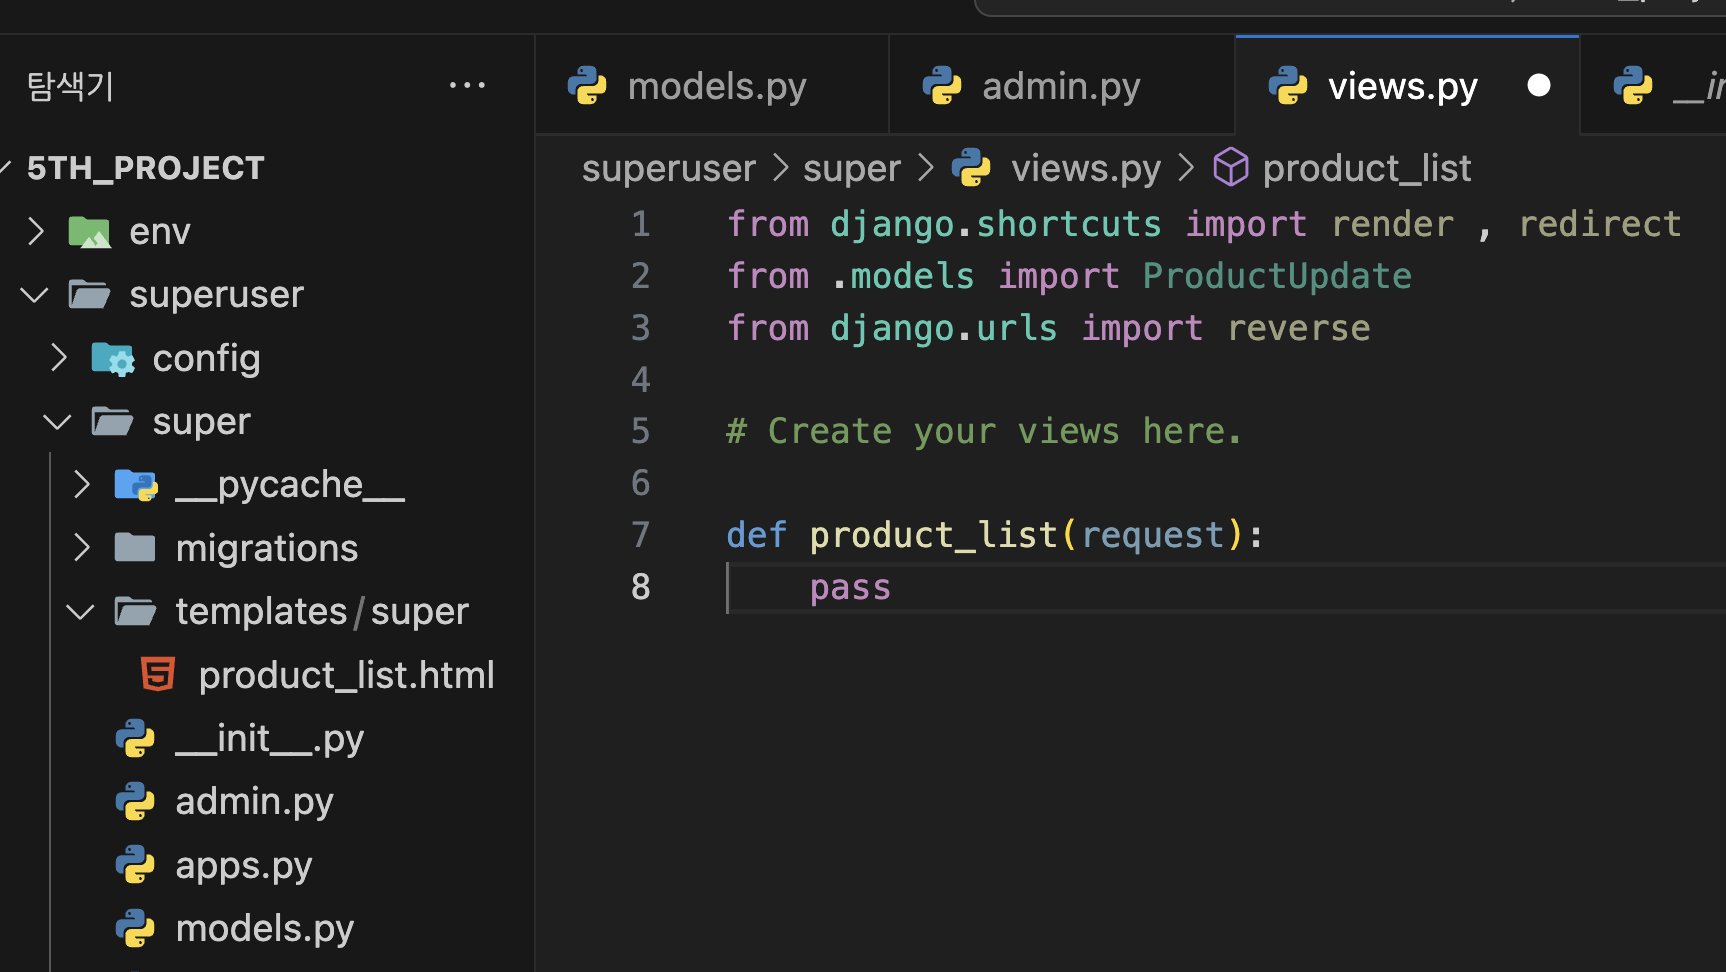 탐색기
5TH_PROJECT
env
superuser
config
super
__pycache__
migrations
templates/super
product_list.html
__init__.py
admin.py
apps.py
models.py
models.py
admin.py
views.py
superuser > super > views.py > product_list
1 from django.shortcuts import render , redirect
2 from .models import ProductUpdate
3 from django.urls import reverse
4
5 # Create your views here.
6
7 def product_list(request):
8     pass